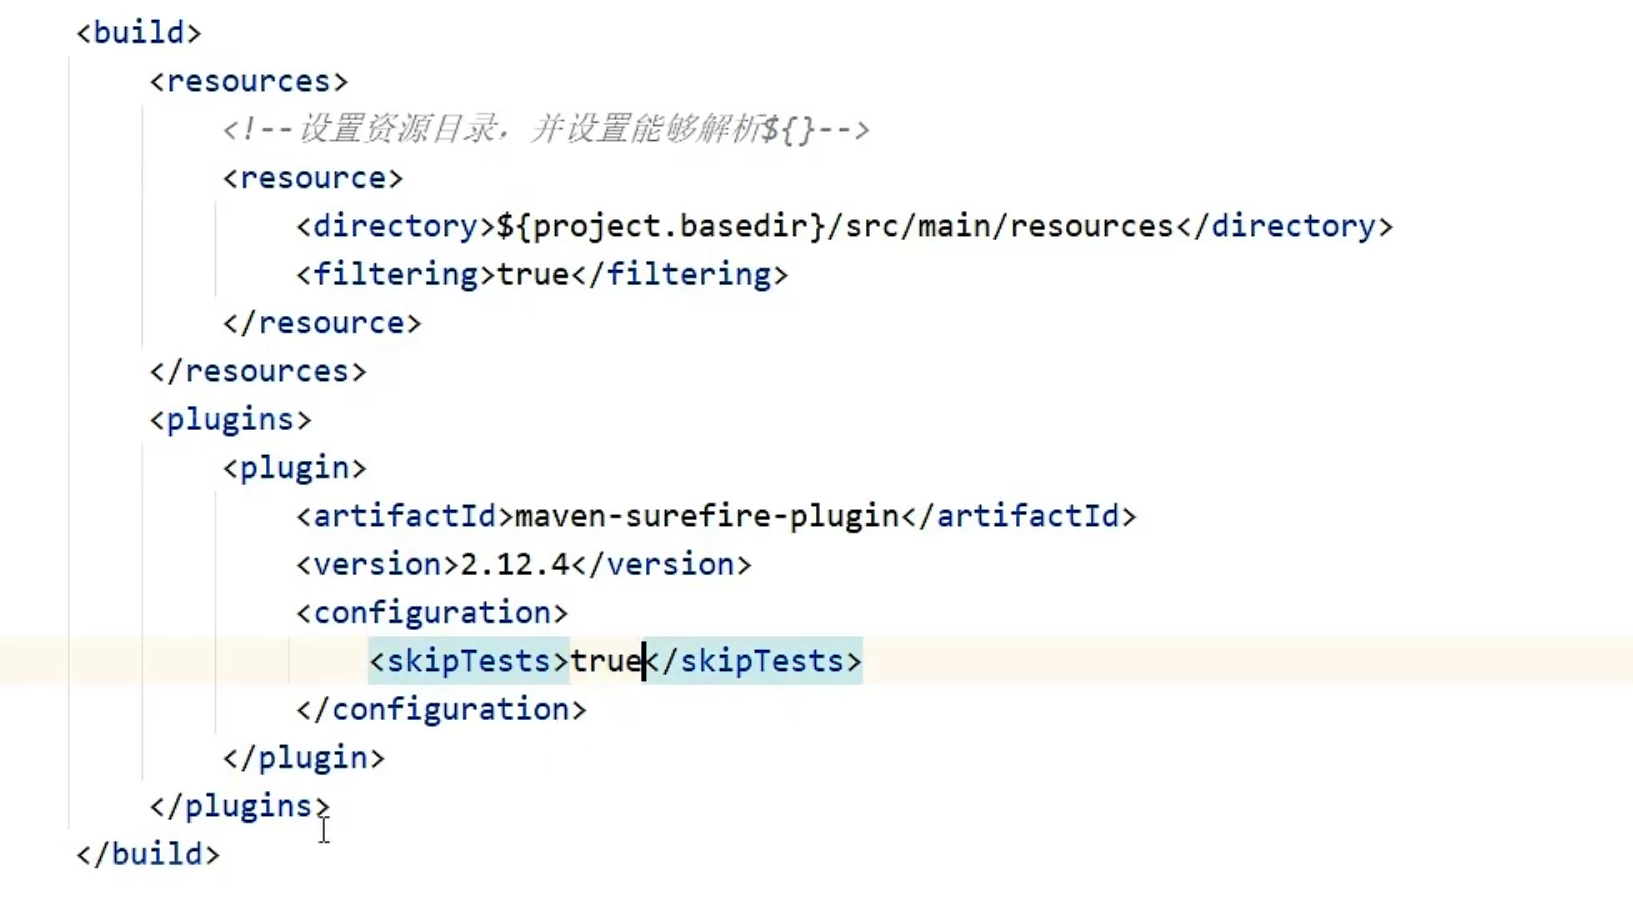 <build>
<resources>
<!--设置资源目录，并设置能够解析${}-->
<resource>
<directory>${project.basedir}/src/main/resources</directory>
<filtering>true</filtering>
</resource>
</resources>
<plugins>
<plugin>
<artifactId>maven-surefire-plugin</artifactId>
<version>2.12.4</version>
<configuration>
<skipTests>true</skipTests>
</configuration>
</plugin>
</plugins>
</build>